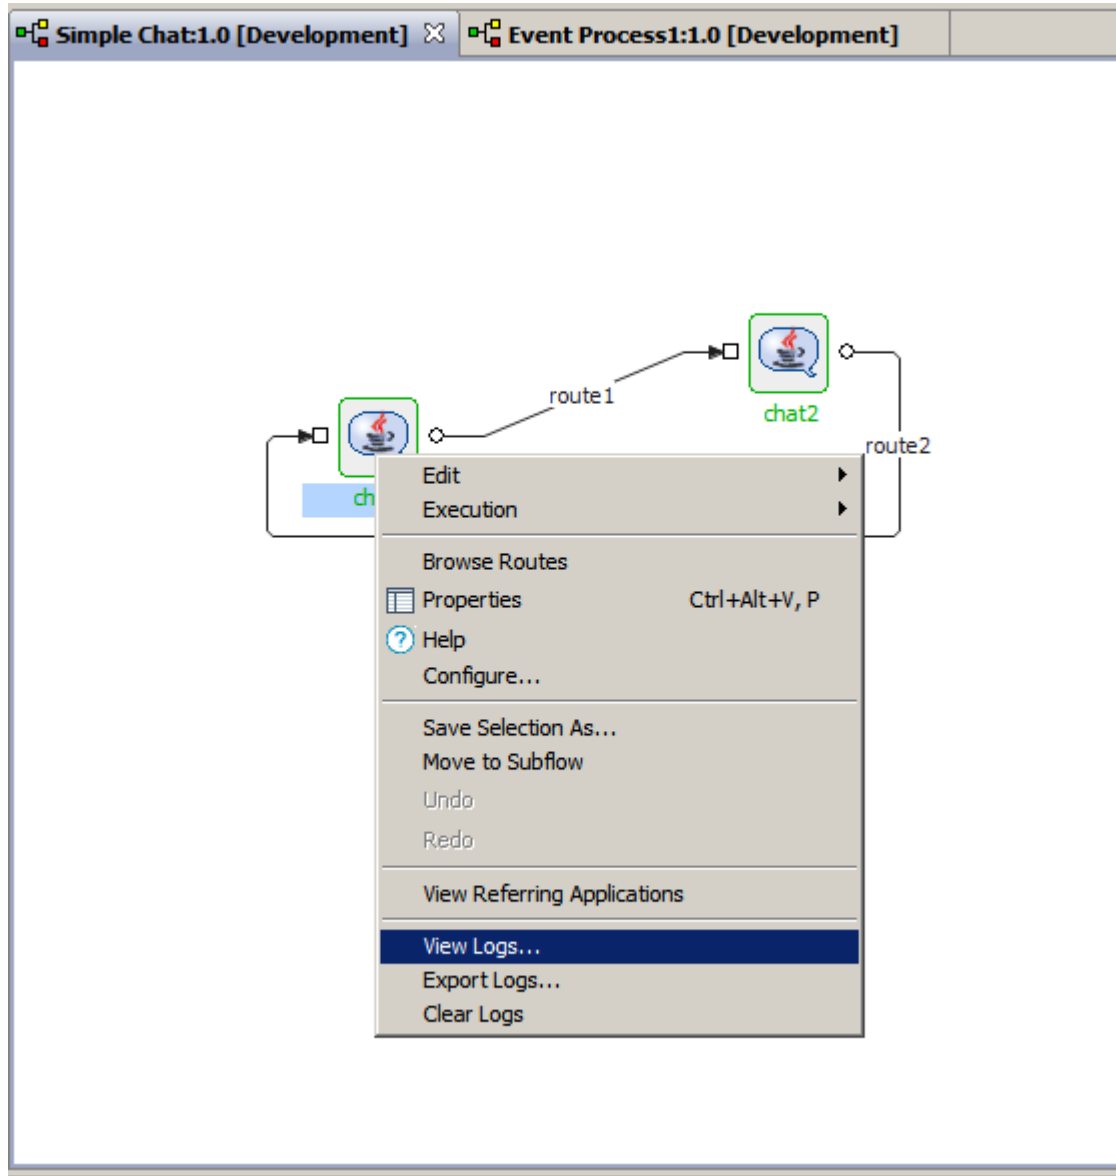 Simple Chat:1.0 [Development] Event Process1:1.0 [Development]
route1
chat2
route2
Edit
Execution
Browse Routes
Properties Ctrl+Alt+V, P
Help
Configure...
Save Selection As...
Move to Subflow
Undo
Redo
View Referring Applications
View Logs...
Export Logs...
Clear Logs